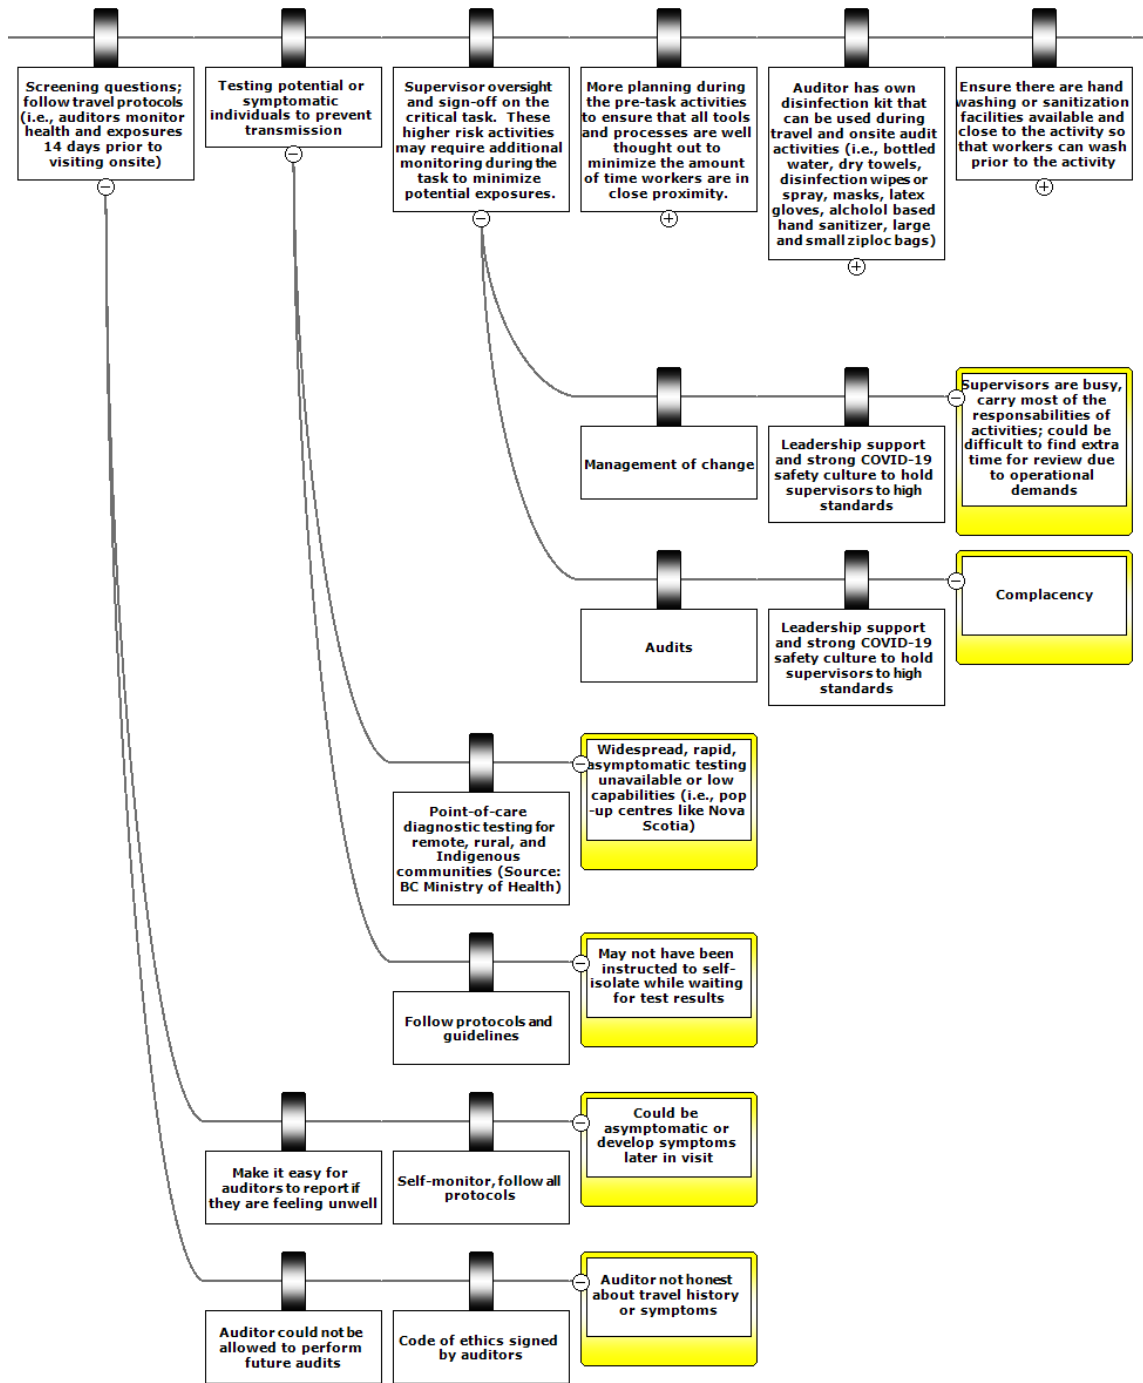 Screening questions;
follow travel protocols
(i.e., auditors monitor
health and exposures
14 days prior to
visiting onsite)
Testing potential or
symptomatic
individuals to prevent
transmission
Supervisor oversight
and sign-off on the
critical task. These
higher risk activities
may require additional
monitoring during the
task to minimize
potential exposures.
More planning during
the pre-task activities
to ensure that all tools
and processes are well
thought out to
minimize the amount
of time workers are in
close proximity.
Auditor has own
disinfection kit that
can be used during
travel and onsite audit
activities (i.e., bottled
water, dry towels,
disinfection wipes or
spray, masks, latex
gloves, alcholol based
hand sanitizer, large
and small ziploc bags)
Ensure there are hand
washing or sanitization
facilities available and
close to the activity so
that workers can wash
prior to the activity
Management of change
Leadership support
and strong COVID-19
safety culture to hold
supervisors to high
standards
Supervisors are busy,
carry most of the
responsabilities of
activities; could be
difficult to find extra
time for review due
to operational
demands
Audits
Leadership support
and strong COVID-19
safety culture to hold
supervisors to high
standards
Complacency
Point-of-care
diagnostic testing for
remote, rural, and
Indigenous
communities (Source:
BC Ministry of Health)
Widespread, rapid,
asymptomatic testing
unavailable or low
capabilities (i.e., pop
-up centres like Nova
Scotia)
Follow protocols and
guidelines
May not have been
instructed to self-
isolate while waiting
for test results
Make it easy for
auditors to report if
they are feeling unwell
Self-monitor, follow all
protocols
Could be
asymptomatic or
develop symptoms
later in visit
Auditor could not be
allowed to perform
future audits
Code of ethics signed
by auditors
Auditor not honest
about travel history
or symptoms